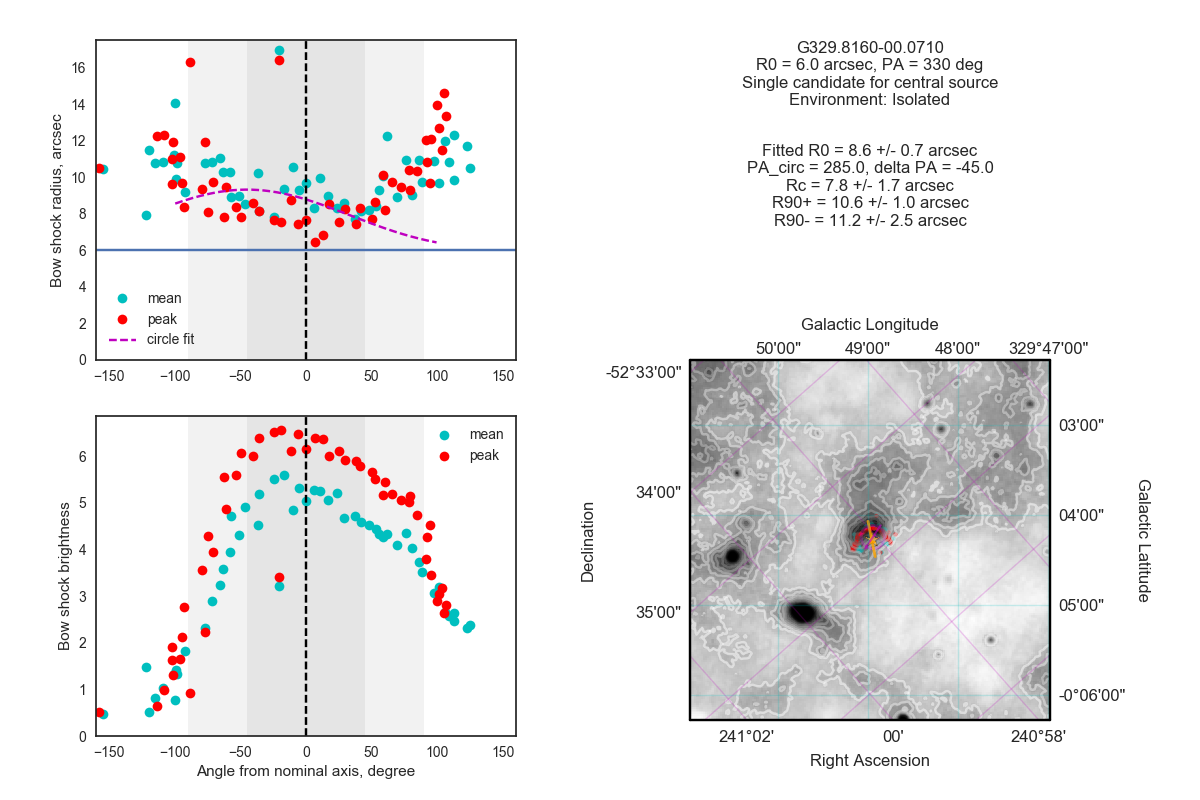 G329.8160-00.0710
R0 = 6.0 arcsec, PA = 330 deg
Single candidate for central source
Environment: Isolated
Fitted R0 = 8.6 +/- 0.7 arcsec
PA_circ = 285.0, delta PA = -45.0
Rc = 7.8 +/- 1.7 arcsec
R90+ = 10.6 +/- 1.0 arcsec
R90- = 11.2 +/- 2.5 arcsec
Bow shock radius, arcsec
16
14
12
10
8
6
4
2
0
mean
peak
circle fit
−150 −100 −50 0 50 100 150
Bow shock brightness
6
5
4
3
2
1
0
mean
peak
−150 −100 −50 0 50 100 150
Angle from nominal axis, degree
Galactic Longitude
50'00" 49'00" 48'00" 329°47'00"
-52°33'00"
34'00"
35'00"
Declination
03'00"
04'00"
05'00"
-0°06'00"
Galactic Latitude
241°02' 00' 240°58'
Right Ascension